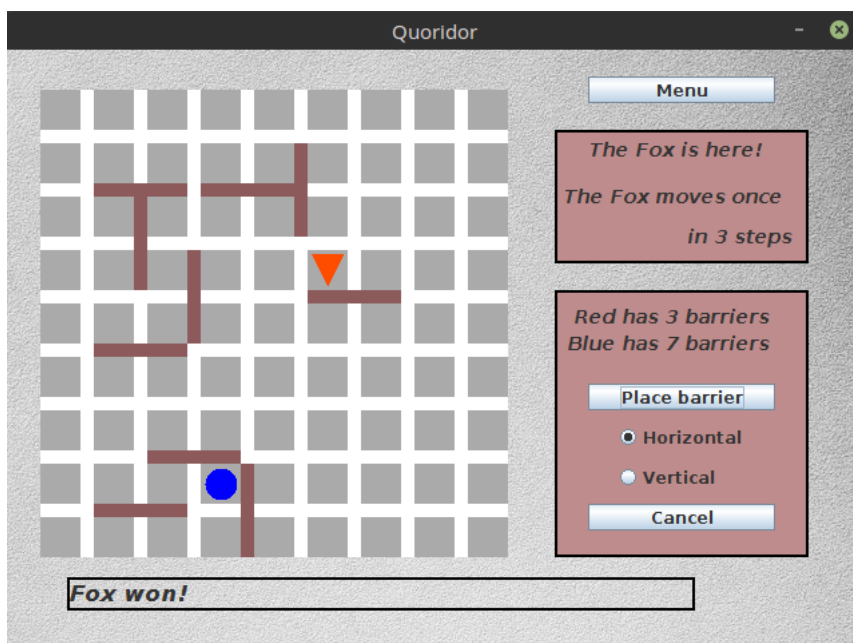 Quoridor
Menu
The Fox is here!
The Fox moves once
in 3 steps
Red has 3 barriers
Blue has 7 barriers
Place barrier
Horizontal
Vertical
Cancel
Fox won!